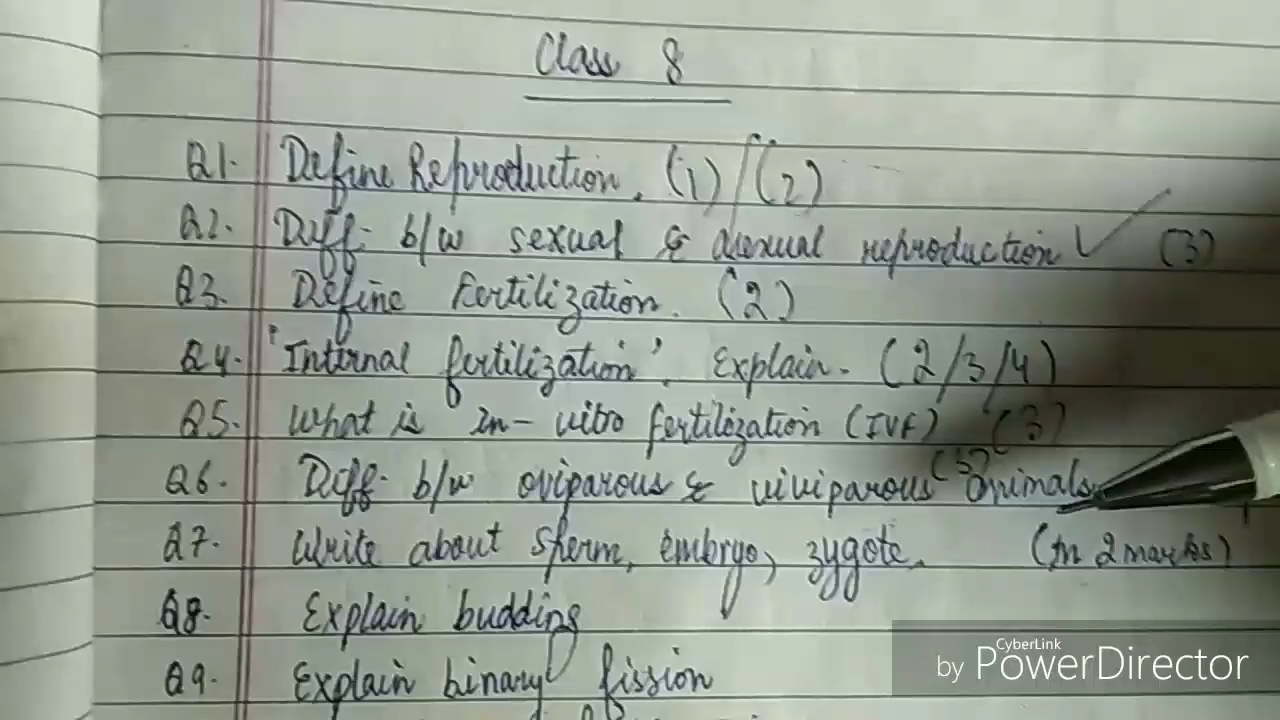 Class 8
Q1. Define Reproduction. (1)/(2)
Q2. Diff. b/w sexual & asexual reproduction ✓ (3)
Q3. Define Fertilization. (2)
Q4. 'Internal fertilization'. Explain. (2/3/4)
Q5. What is In-vitro fertilization (IVF) (3)
Q6. Diff. b/w oviparous & viviparous animals (3)
Q7. Write about sperm, embryo, zygote. (In 2 marks)
Q8. Explain budding
Q9. Explain binary fission
by CyberLink PowerDirector